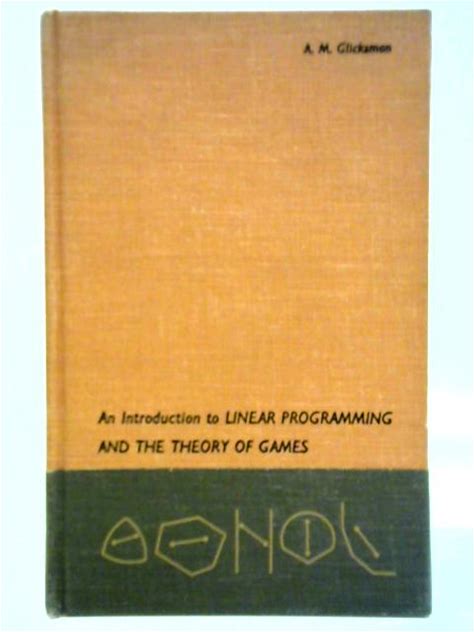 A. M. Glicksman
An Introduction to LINEAR PROGRAMMING
AND THE THEORY OF GAMES